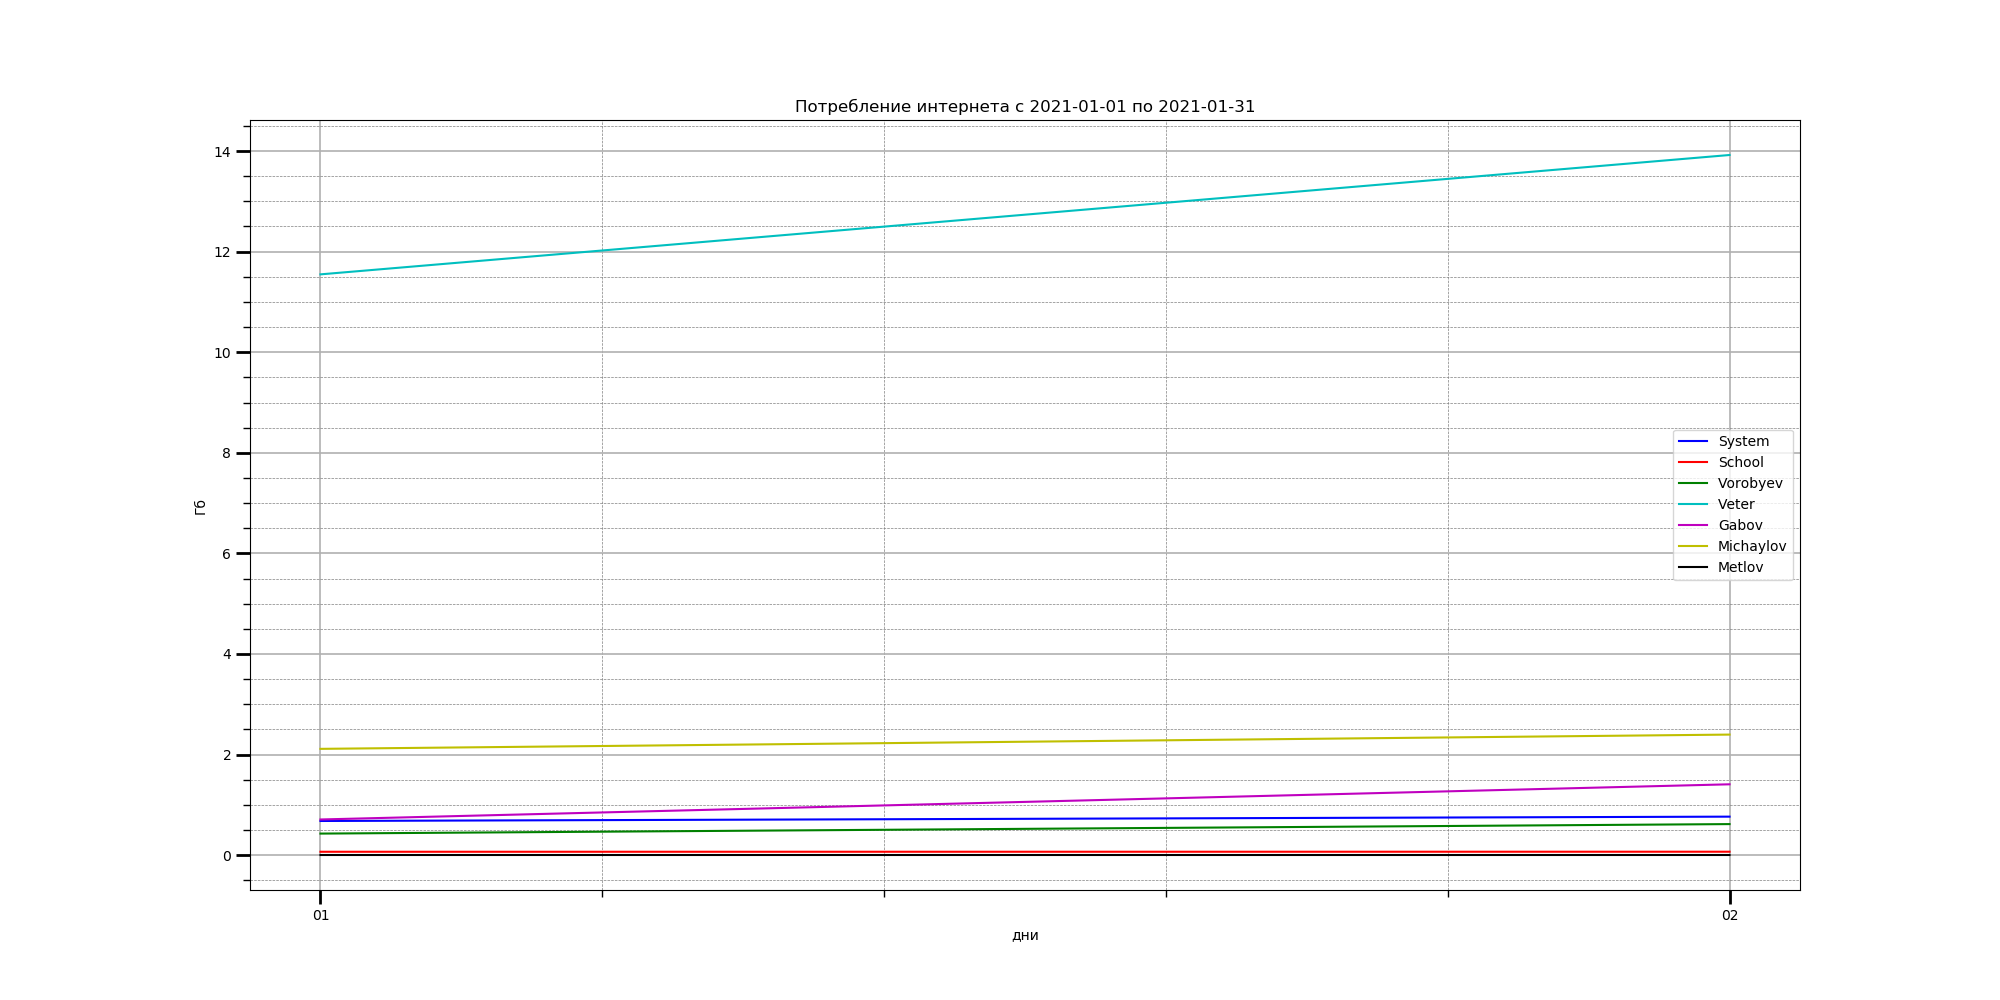 Потребление интернета с 2021-01-01 по 2021-01-31
14
12
10
8
6
4
2
0
Гб
System
School
Vorobyev
Veter
Gabov
Michaylov
Metlov
01
02
дни